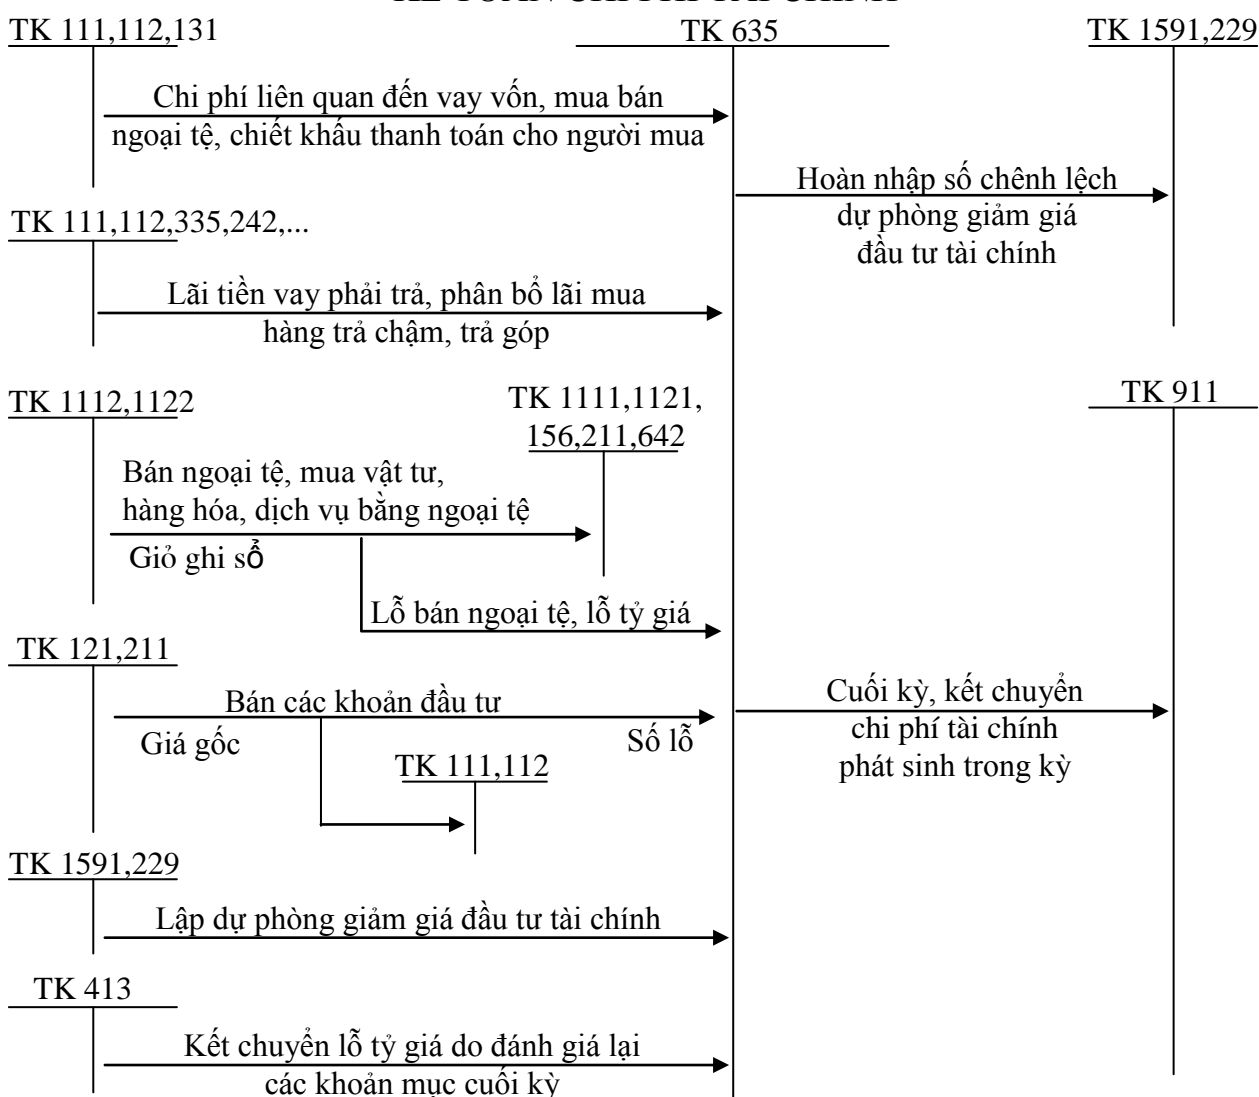 TK 111,112,131
TK 635
TK 1591,229
Chi phí liên quan đến vay vốn, mua bán
ngoại tệ, chiết khấu thanh toán cho người mua
Hoàn nhập số chênh lệch
dự phòng giảm giá
đầu tư tài chính
TK 111,112,335,242,...
Lãi tiền vay phải trả, phân bổ lãi mua
hàng trả chậm, trả góp
TK 1112,1122
TK 1111,1121,
156,211,642
TK 911
Bán ngoại tệ, mua vật tư,
hàng hóa, dịch vụ bằng ngoại tệ
Giỏ ghi sổ
Lỗ bán ngoại tệ, lỗ tỷ giá
TK 121,211
Bán các khoản đầu tư
Giá gốc
Số lỗ
TK 111,112
Cuối kỳ, kết chuyển
chi phí tài chính
phát sinh trong kỳ
TK 1591,229
Lập dự phòng giảm giá đầu tư tài chính
TK 413
Kết chuyển lỗ tỷ giá do đánh giá lại
các khoản mục cuối kỳ